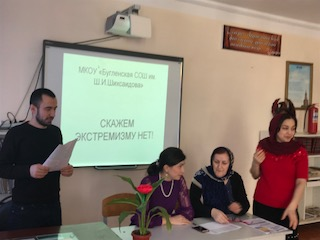 МКОУ «Бугленская СОШ им.
Ш.И.Шихсаидова»
СКАЖЕМ
ЭКСТРЕМИЗМУ НЕТ!